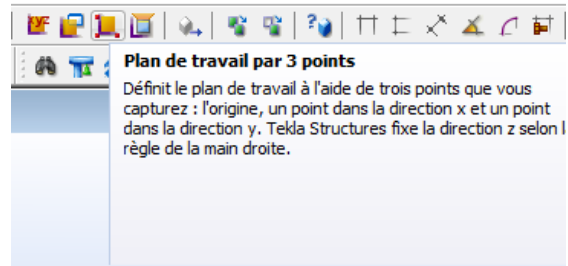 Plan de travail par 3 points
Définit le plan de travail à l'aide de trois points que vous
capturez : l'origine, un point dans la direction x et un point
dans la direction y. Tekla Structures fixe la direction z selon
règle de la main droite.